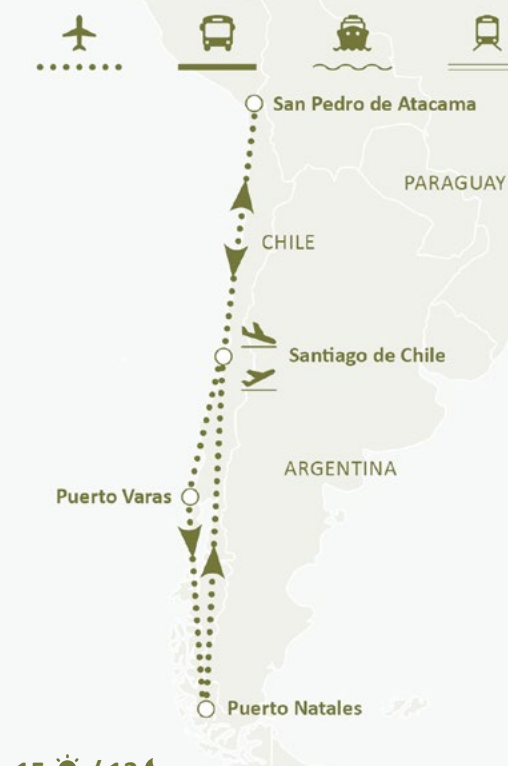 San Pedro de Atacama
PARAGUAY
CHILE
Santiago de Chile
ARGENTINA
Puerto Varas
Puerto Natales